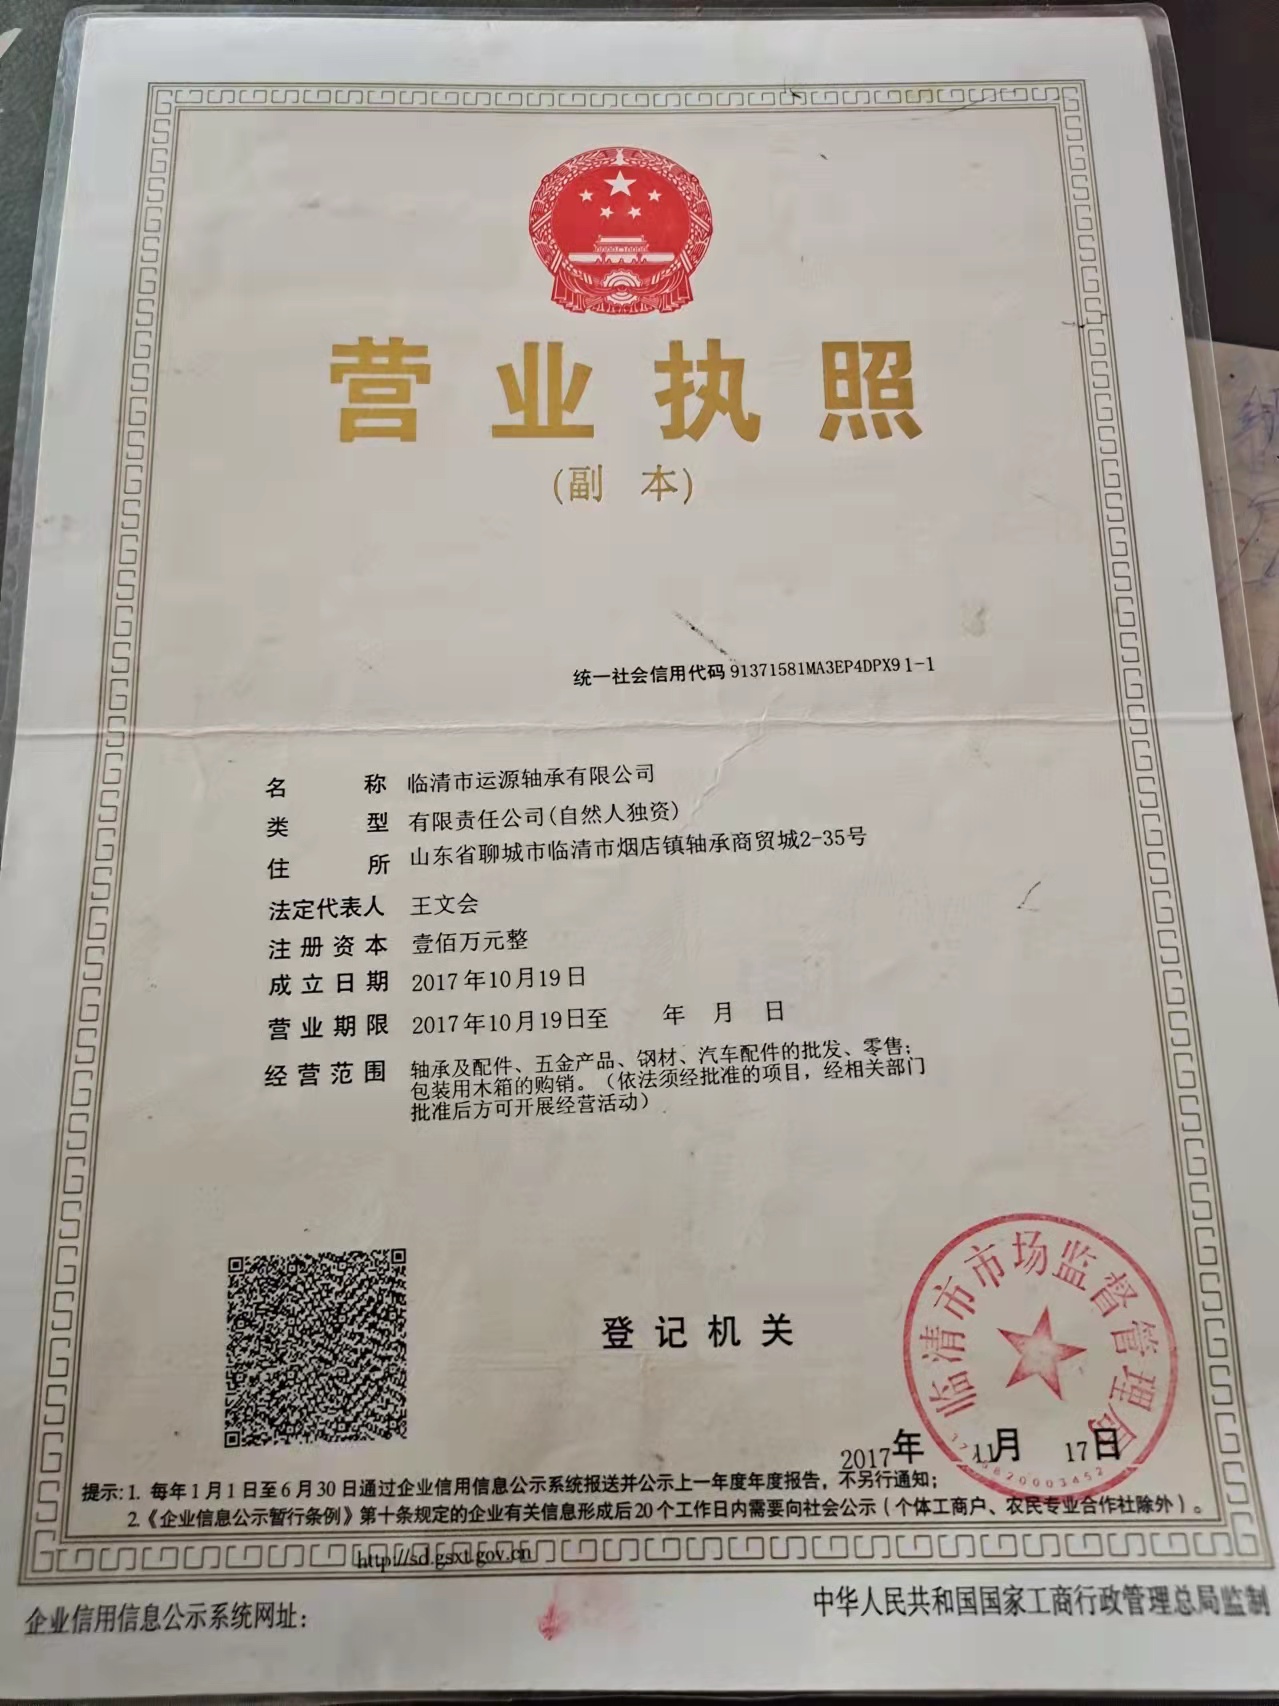 营业执照
(副 本)
统一社会信用代码 91371581MA3EP4DPX91-1
名 称 临清市运源轴承有限公司
类 型 有限责任公司(自然人独资)
住 所 山东省聊城市临清市烟店镇轴承商贸城2-35号
法定代表人 王文会
注册资本 壹佰万元整
成立日期 2017年10月19日
营业期限 2017年10月19日至 年 月 日
经营范围 轴承及配件、五金产品、钢材、汽车配件的批发、零售;
包装用木箱的购销。(依法须经批准的项目，经相关部门
批准后方可开展经营活动)
登记机关
临清市市场监督管理局
2017年 11月 17日
提示:1. 每年1月1日至6月30日通过企业信用信息公示系统报送并公示上一年度年度报告，不另行通知;
2.《企业信用信息公示暂行条例》第十条规定的企业有关信息形成后20个工作日内需要向社会公示(个体工商户、农民专业合作社除外)。
http://sd.gsxt.gov.cn
企业信用信息公示系统网址:
中华人民共和国国家工商行政管理总局监制